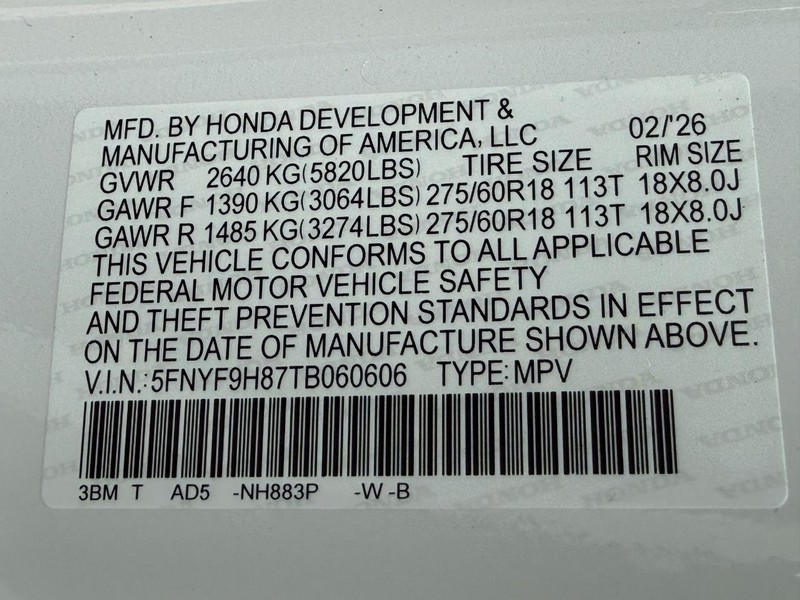 MFD. BY HONDA DEVELOPMENT &
MANUFACTURING OF AMERICA, LLC 02/'26
GVWR 2640 KG(5820LBS) TIRE SIZE RIM SIZE
GAWR F 1390 KG(3064LBS) 275/60R18 113T 18X8.0J
GAWR R 1485 KG(3274LBS) 275/60R18 113T 18X8.0J
THIS VEHICLE CONFORMS TO ALL APPLICABLE
FEDERAL MOTOR VEHICLE SAFETY
AND THEFT PREVENTION STANDARDS IN EFFECT
ON THE DATE OF MANUFACTURE SHOWN ABOVE.
V.I.N.: 5FNYF9H87TB060606 TYPE: MPV
3BM T AD5 -NH883P -W -B